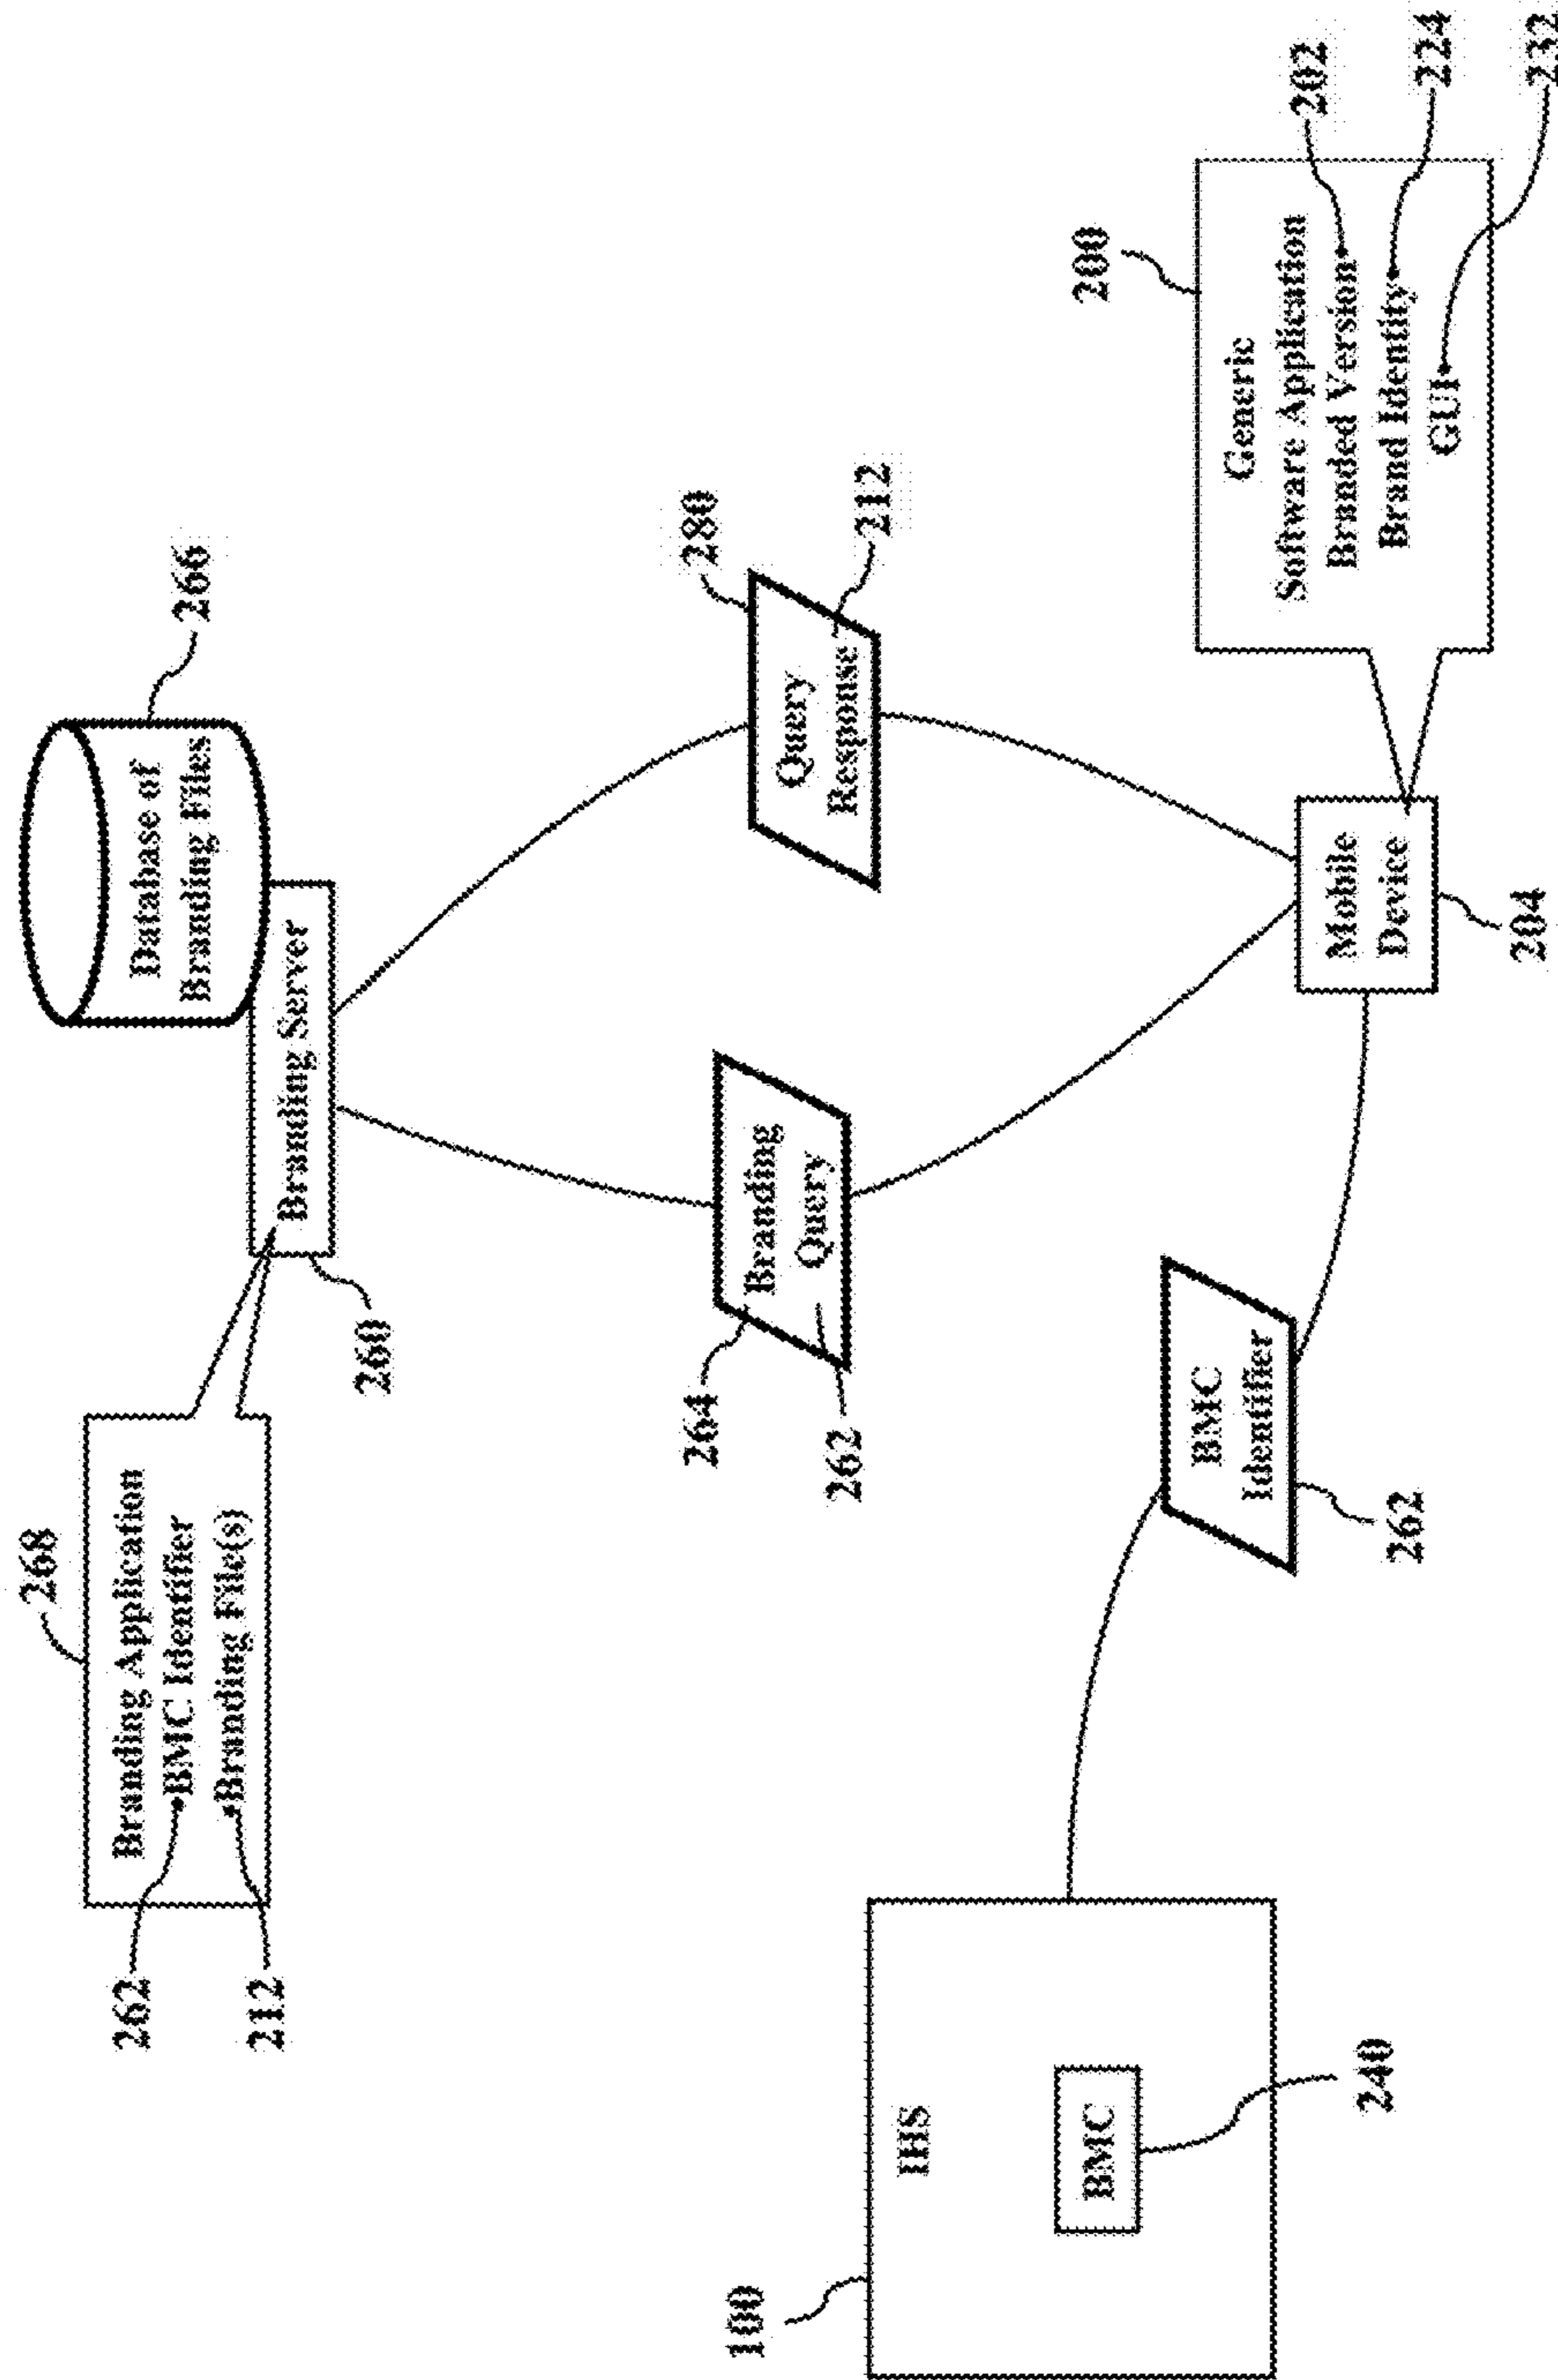 268
Branding Application
BMC Identifier
Branding File(s)
262
212
Database of
Branding Files
266
Branding Server
260
264
Branding
Query
262
280
Query
Response
212
100
IHS
BMC
240
BMC
Identifier
262
Mobile
Device
204
200
Generic
Software Application
Branded Version
Brand Identity
GUI
202
224
232